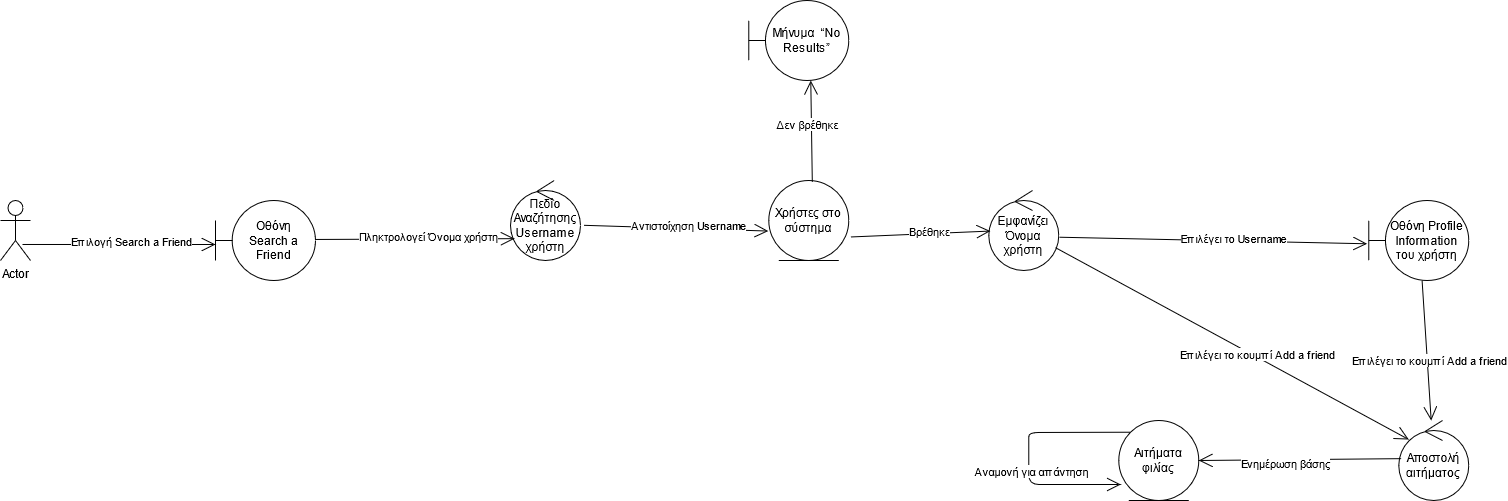 Μήνυμα “No
Results”
Δεν βρέθηκε
Actor
Επιλογή Search a Friend
Οθόνη
Search a
Friend
Πληκτρολογεί Όνομα χρήστη
Πεδίο
Αναζήτησης
Username
χρήστη
Αντιστοίχηση Username
Χρήστες στο
σύστημα
Βρέθηκε
Εμφανίζει
Όνομα
χρήστη
Επιλέγει το Username
Οθόνη Profile
Information
του χρήστη
Επιλέγει το κουμπί Add a friend
Επιλέγει το κουμπί Add a friend
Αποστολή
αιτήματος
Ενημέρωση βάσης
Αιτήματα
φιλίας
Αναμονή για απάντηση